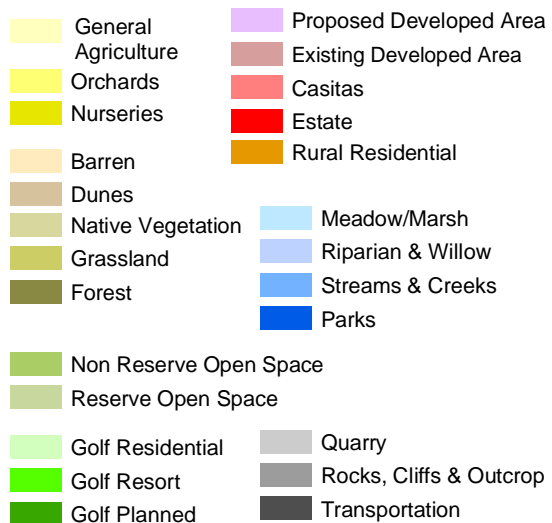 General
Agriculture
Orchards
Nurseries
Barren
Dunes
Native Vegetation
Grassland
Forest
Non Reserve Open Space
Reserve Open Space
Golf Residential
Golf Resort
Golf Planned
Proposed Developed Area
Existing Developed Area
Casitas
Estate
Rural Residential
Meadow/Marsh
Riparian & Willow
Streams & Creeks
Parks
Quarry
Rocks, Cliffs & Outcrop
Transportation